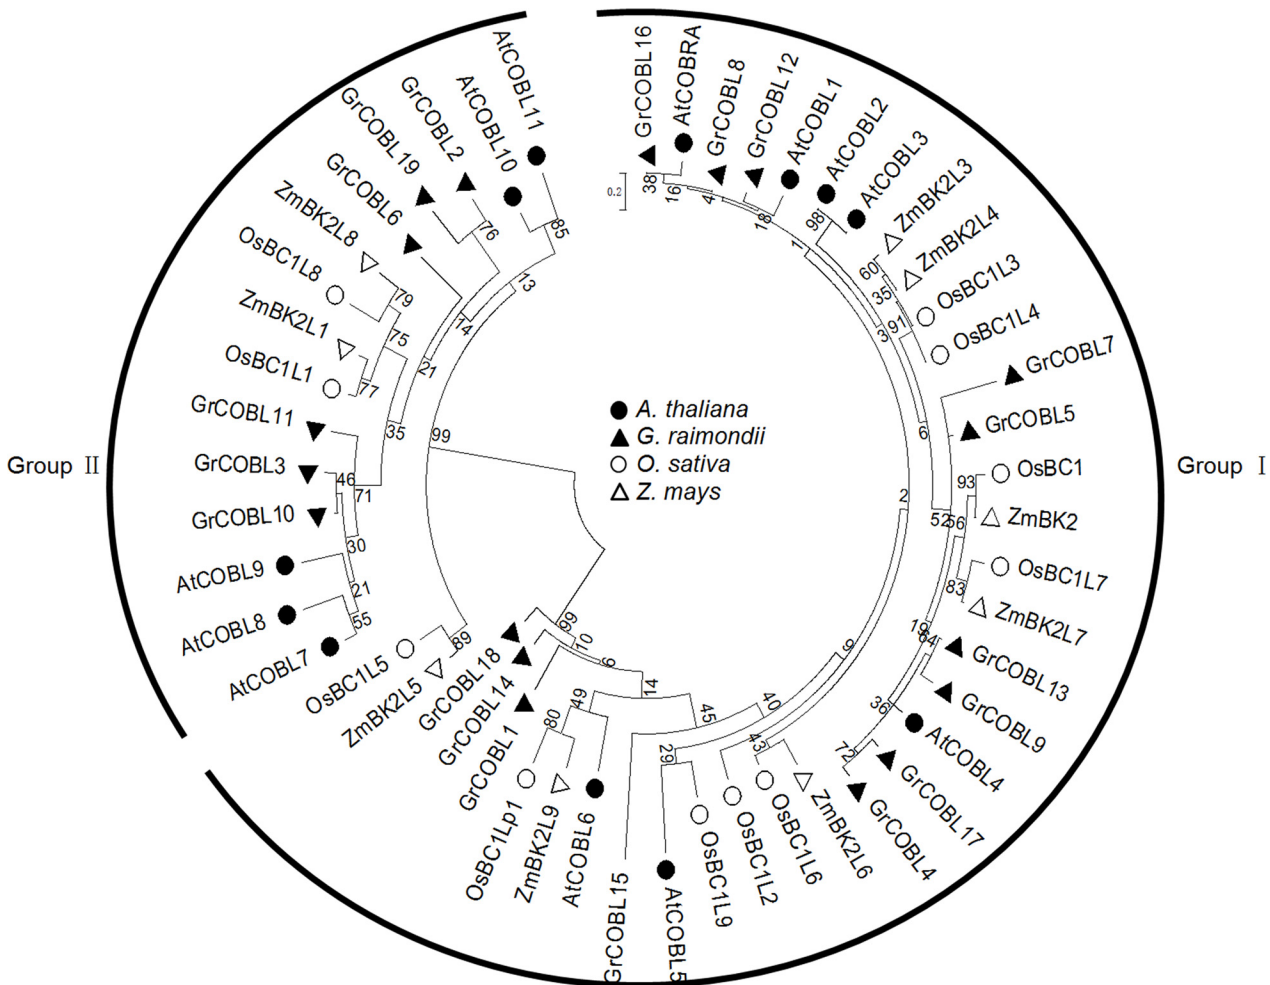 GrCOBL16
AtCOBRA
GrCOBL8
GrCOBL12
AtCOBL1
AtCOBL2
AtCOBL3
ZmBK2L3
ZmBK2L4
OsBC1L3
OsBC1L4
GrCOBL7
GrCOBL5
OsBC1
ZmBK2
OsBC1L7
ZmBK2L7
GrCOBL13
GrCOBL9
AtCOBL4
GrCOBL17
GrCOBL4
ZmBK2L6
OsBC1L6
OsBC1L2
OsBC1L9
AtCOBL5
GrCOBL15
AtCOBL6
ZmBK2L9
OsBC1Lp1
GrCOBL1
GrCOBL14
GrCOBL18
ZmBK2L5
OsBC1L5
AtCOBL7
AtCOBL8
AtCOBL9
GrCOBL10
GrCOBL3
GrCOBL11
OsBC1L1
ZmBK2L1
OsBC1L8
ZmBK2L8
GrCOBL6
GrCOBL19
GrCOBL2
AtCOBL10
AtCOBL11
Group II
Group I
A. thaliana
G. raimondii
O. sativa
Z. mays
0.2
38
16
4
18
1
98
60
35
91
3
6
2
93
52
56
83
19
64
36
72
9
40
43
29
45
14
49
80
6
10
99
89
99
55
21
30
46
71
35
77
75
79
21
14
13
76
85